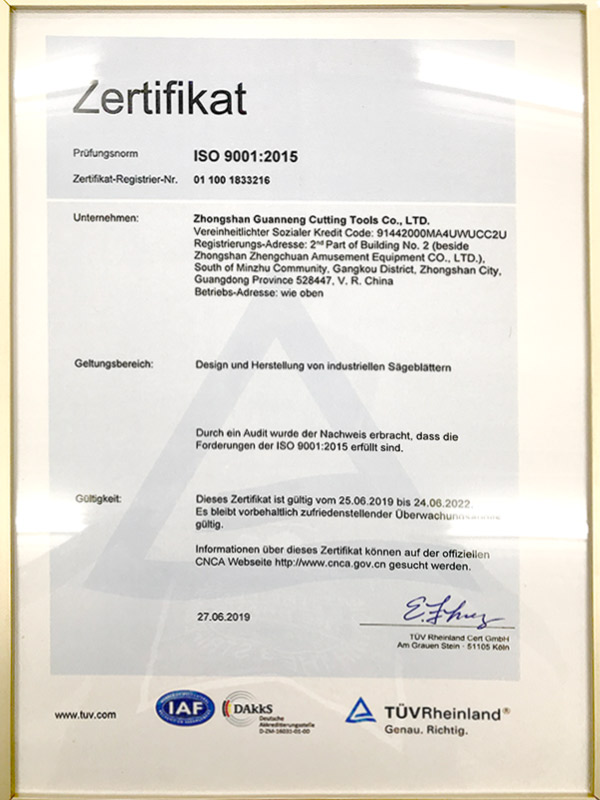 Zertifikat
Prüfungsnorm ISO 9001:2015
Zertifikat-Registrier-Nr. 01 100 1833216
Unternehmen: Zhongshan Guanneng Cutting Tools Co., LTD.
Vereinheitlichter Sozialer Kredit Code: 91442000MA4UWUCC2U
Registrierungs-Adresse: 2nd Part of Building No. 2 (beside
Zhongshan Zhengchuan Amusement Equipment CO., LTD.),
South of Minzhu Community, Gangkou District, Zhongshan City,
Guangdong Province 528447, V. R. China
Betriebs-Adresse: wie oben
Geltungsbereich: Design und Herstellung von industriellen Sägeblättern
Durch ein Audit wurde der Nachweis erbracht, dass die
Forderungen der ISO 9001:2015 erfüllt sind.
Gültigkeit: Dieses Zertifikat ist gültig vom 25.06.2019 bis 24.06.2022.
Es bleibt vorbehaltlich zufriedenstellender
gültig.
Informationen über dieses Zertifikat können auf der offiziellen
CNCA Webseite http://www.cnca.gov.cn gesucht werden.
27.06.2019
TÜV Rheinland Cert GmbH
Am Grauen Stein · 51105 Köln
www.tuv.com
IAF
DAkkS
Deutsche
Akkreditierungsstelle
D-ZM-16031-01-00
TÜVRheinland®
Genau. Richtig.